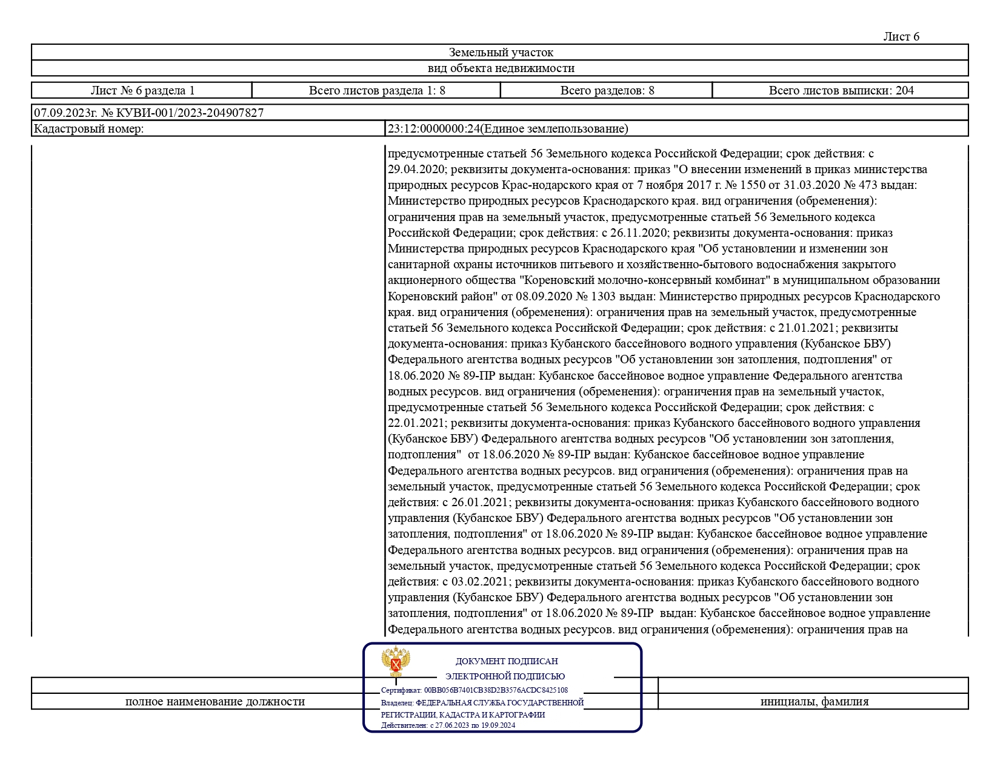 Лист 6
Земельный участок
вид объекта недвижимости
Лист № 6 раздела 1 Всего листов раздела 1: 8 Всего разделов: 8 Всего листов выписки: 204
07.09.2023г. № КУВИ-001/2023-204907827
Кадастровый номер: 23:12:0000000:24(Единое землепользование)
предусмотренные статьей 56 Земельного кодекса Российской Федерации; срок действия: с
29.04.2020; реквизиты документа-основания: приказ "О внесении изменений в приказ министерства
природных ресурсов Крас-нодарского края от 7 ноября 2017 г. № 1550 от 31.03.2020 № 473 выдан:
Министерство природных ресурсов Краснодарского края. вид ограничения (обременения):
ограничения прав на земельный участок, предусмотренные статьей 56 Земельного кодекса
Российской Федерации; срок действия: с 26.11.2020; реквизиты документа-основания: приказ
Министерства природных ресурсов Краснодарского края "Об установлении и изменении зон
санитарной охраны источников питьевого и хозяйственно-бытового водоснабжения закрытого
акционерного общества "Кореновский молочно-консервный комбинат" в муниципальном образовании
Кореновский район" от 08.09.2020 № 1303 выдан: Министерство природных ресурсов Краснодарского
края. вид ограничения (обременения): ограничения прав на земельный участок, предусмотренные
статьей 56 Земельного кодекса Российской Федерации; срок действия: с 21.01.2021; реквизиты
документа-основания: приказ Кубанского бассейнового водного управления (Кубанское БВУ)
Федерального агентства водных ресурсов "Об установлении зон затопления, подтопления" от
18.06.2020 № 89-ПР выдан: Кубанское бассейновое водное управление Федерального агентства
водных ресурсов. вид ограничения (обременения): ограничения прав на земельный участок,
предусмотренные статьей 56 Земельного кодекса Российской Федерации; срок действия: с
22.01.2021; реквизиты документа-основания: приказ Кубанского бассейнового водного управления
(Кубанское БВУ) Федерального агентства водных ресурсов "Об установлении зон затопления,
подтопления"  от 18.06.2020 № 89-ПР выдан: Кубанское бассейновое водное управление
Федерального агентства водных ресурсов. вид ограничения (обременения): ограничения прав на
земельный участок, предусмотренные статьей 56 Земельного кодекса Российской Федерации; срок
действия: с 26.01.2021; реквизиты документа-основания: приказ Кубанского бассейнового водного
управления (Кубанское БВУ) Федерального агентства водных ресурсов "Об установлении зон
затопления, подтопления" от 18.06.2020 № 89-ПР выдан: Кубанское бассейновое водное управление
Федерального агентства водных ресурсов. вид ограничения (обременения): ограничения прав на
земельный участок, предусмотренные статьей 56 Земельного кодекса Российской Федерации; срок
действия: с 03.02.2021; реквизиты документа-основания: приказ Кубанского бассейнового водного
управления (Кубанское БВУ) Федерального агентства водных ресурсов "Об установлении зон
затопления, подтопления" от 18.06.2020 № 89-ПР  выдан: Кубанское бассейновое водное управление
Федерального агентства водных ресурсов. вид ограничения (обременения): ограничения прав на
ДОКУМЕНТ ПОДПИСАН
ЭЛЕКТРОННОЙ ПОДПИСЬЮ
Сертификат: 00BB056B7401CB38D2B3576ACDC8425108
полное наименование должности
Владелец: ФЕДЕРАЛЬНАЯ СЛУЖБА ГОСУДАРСТВЕННОЙ
РЕГИСТРАЦИИ, КАДАСТРА И КАРТОГРАФИИ
Действителен: с 27.06.2023 по 19.09.2024
инициалы, фамилия